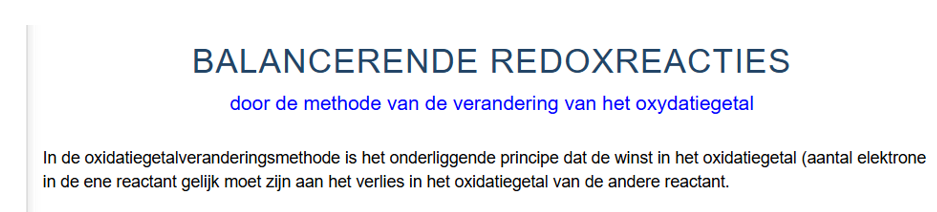 BALANCERENDE REDOXREACTIES
door de methode van de verandering van het oxydatiegetal
In de oxidatiegetalveranderingsmethode is het onderliggende principe dat de winst in het oxidatiegetal (aantal elektrone
in de ene reactant gelijk moet zijn aan het verlies in het oxidatiegetal van de andere reactant.